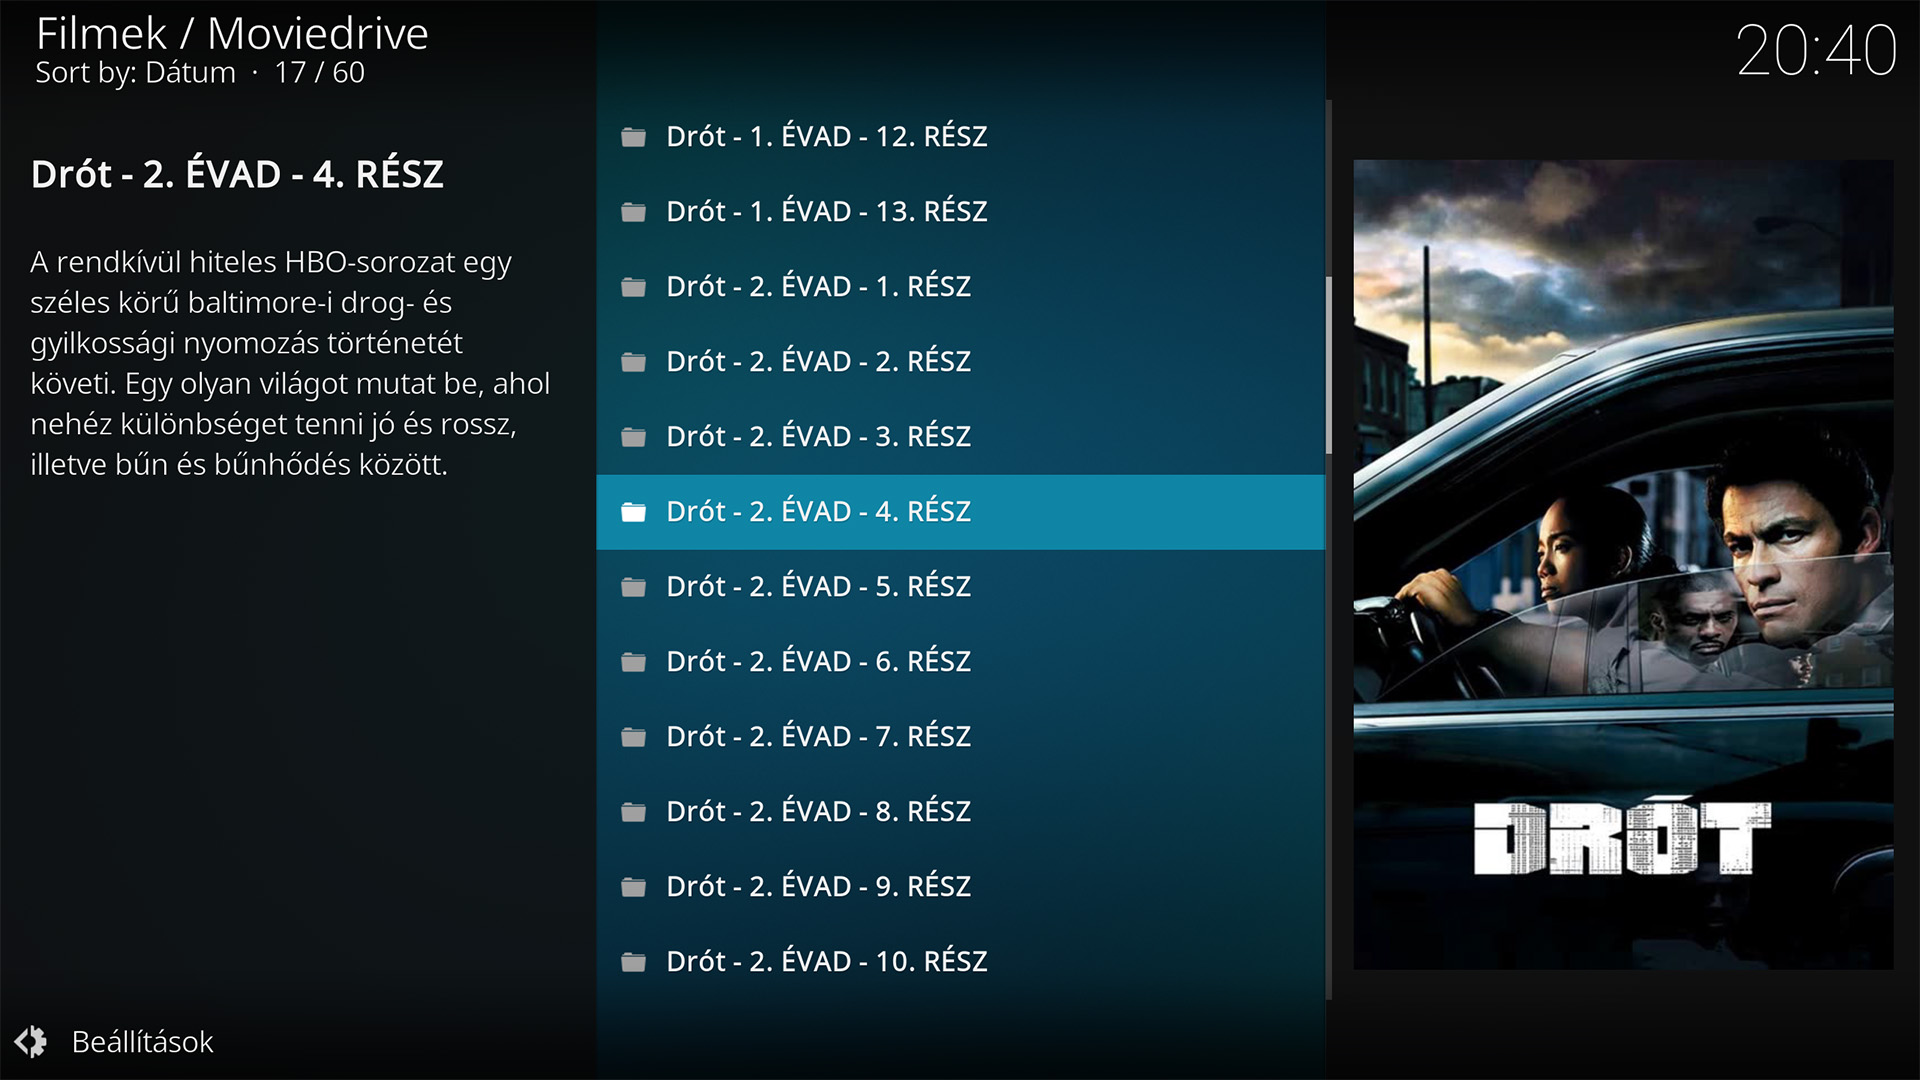 Filmek / Moviedrive
Sort by: Dátum · 17 / 60
20:40
Drót - 2. ÉVAD - 4. RÉSZ
A rendkívül hiteles HBO-sorozat egy
széles körű baltimore-i drog- és
gyilkossági nyomozás történetét
követi. Egy olyan világot mutat be, ahol
nehéz különbséget tenni jó és rossz,
illetve bűn és bűnhődés között.
Drót - 1. ÉVAD - 12. RÉSZ
Drót - 1. ÉVAD - 13. RÉSZ
Drót - 2. ÉVAD - 1. RÉSZ
Drót - 2. ÉVAD - 2. RÉSZ
Drót - 2. ÉVAD - 3. RÉSZ
Drót - 2. ÉVAD - 4. RÉSZ
Drót - 2. ÉVAD - 5. RÉSZ
Drót - 2. ÉVAD - 6. RÉSZ
Drót - 2. ÉVAD - 7. RÉSZ
Drót - 2. ÉVAD - 8. RÉSZ
Drót - 2. ÉVAD - 9. RÉSZ
Drót - 2. ÉVAD - 10. RÉSZ
DRÓT
Beállítások